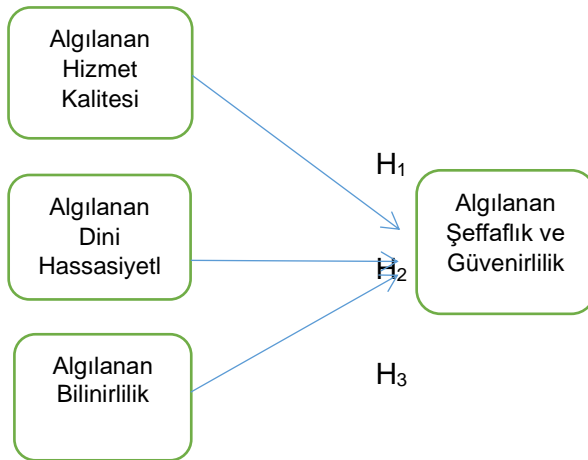 Algılanan
Hizmet
Kalitesi
H1
Algılanan
Dini
Hassasiyetl
Algılanan
Şeffaflık ve
Güvenirlilik
H2
Algılanan
Bilinirlilik
H3